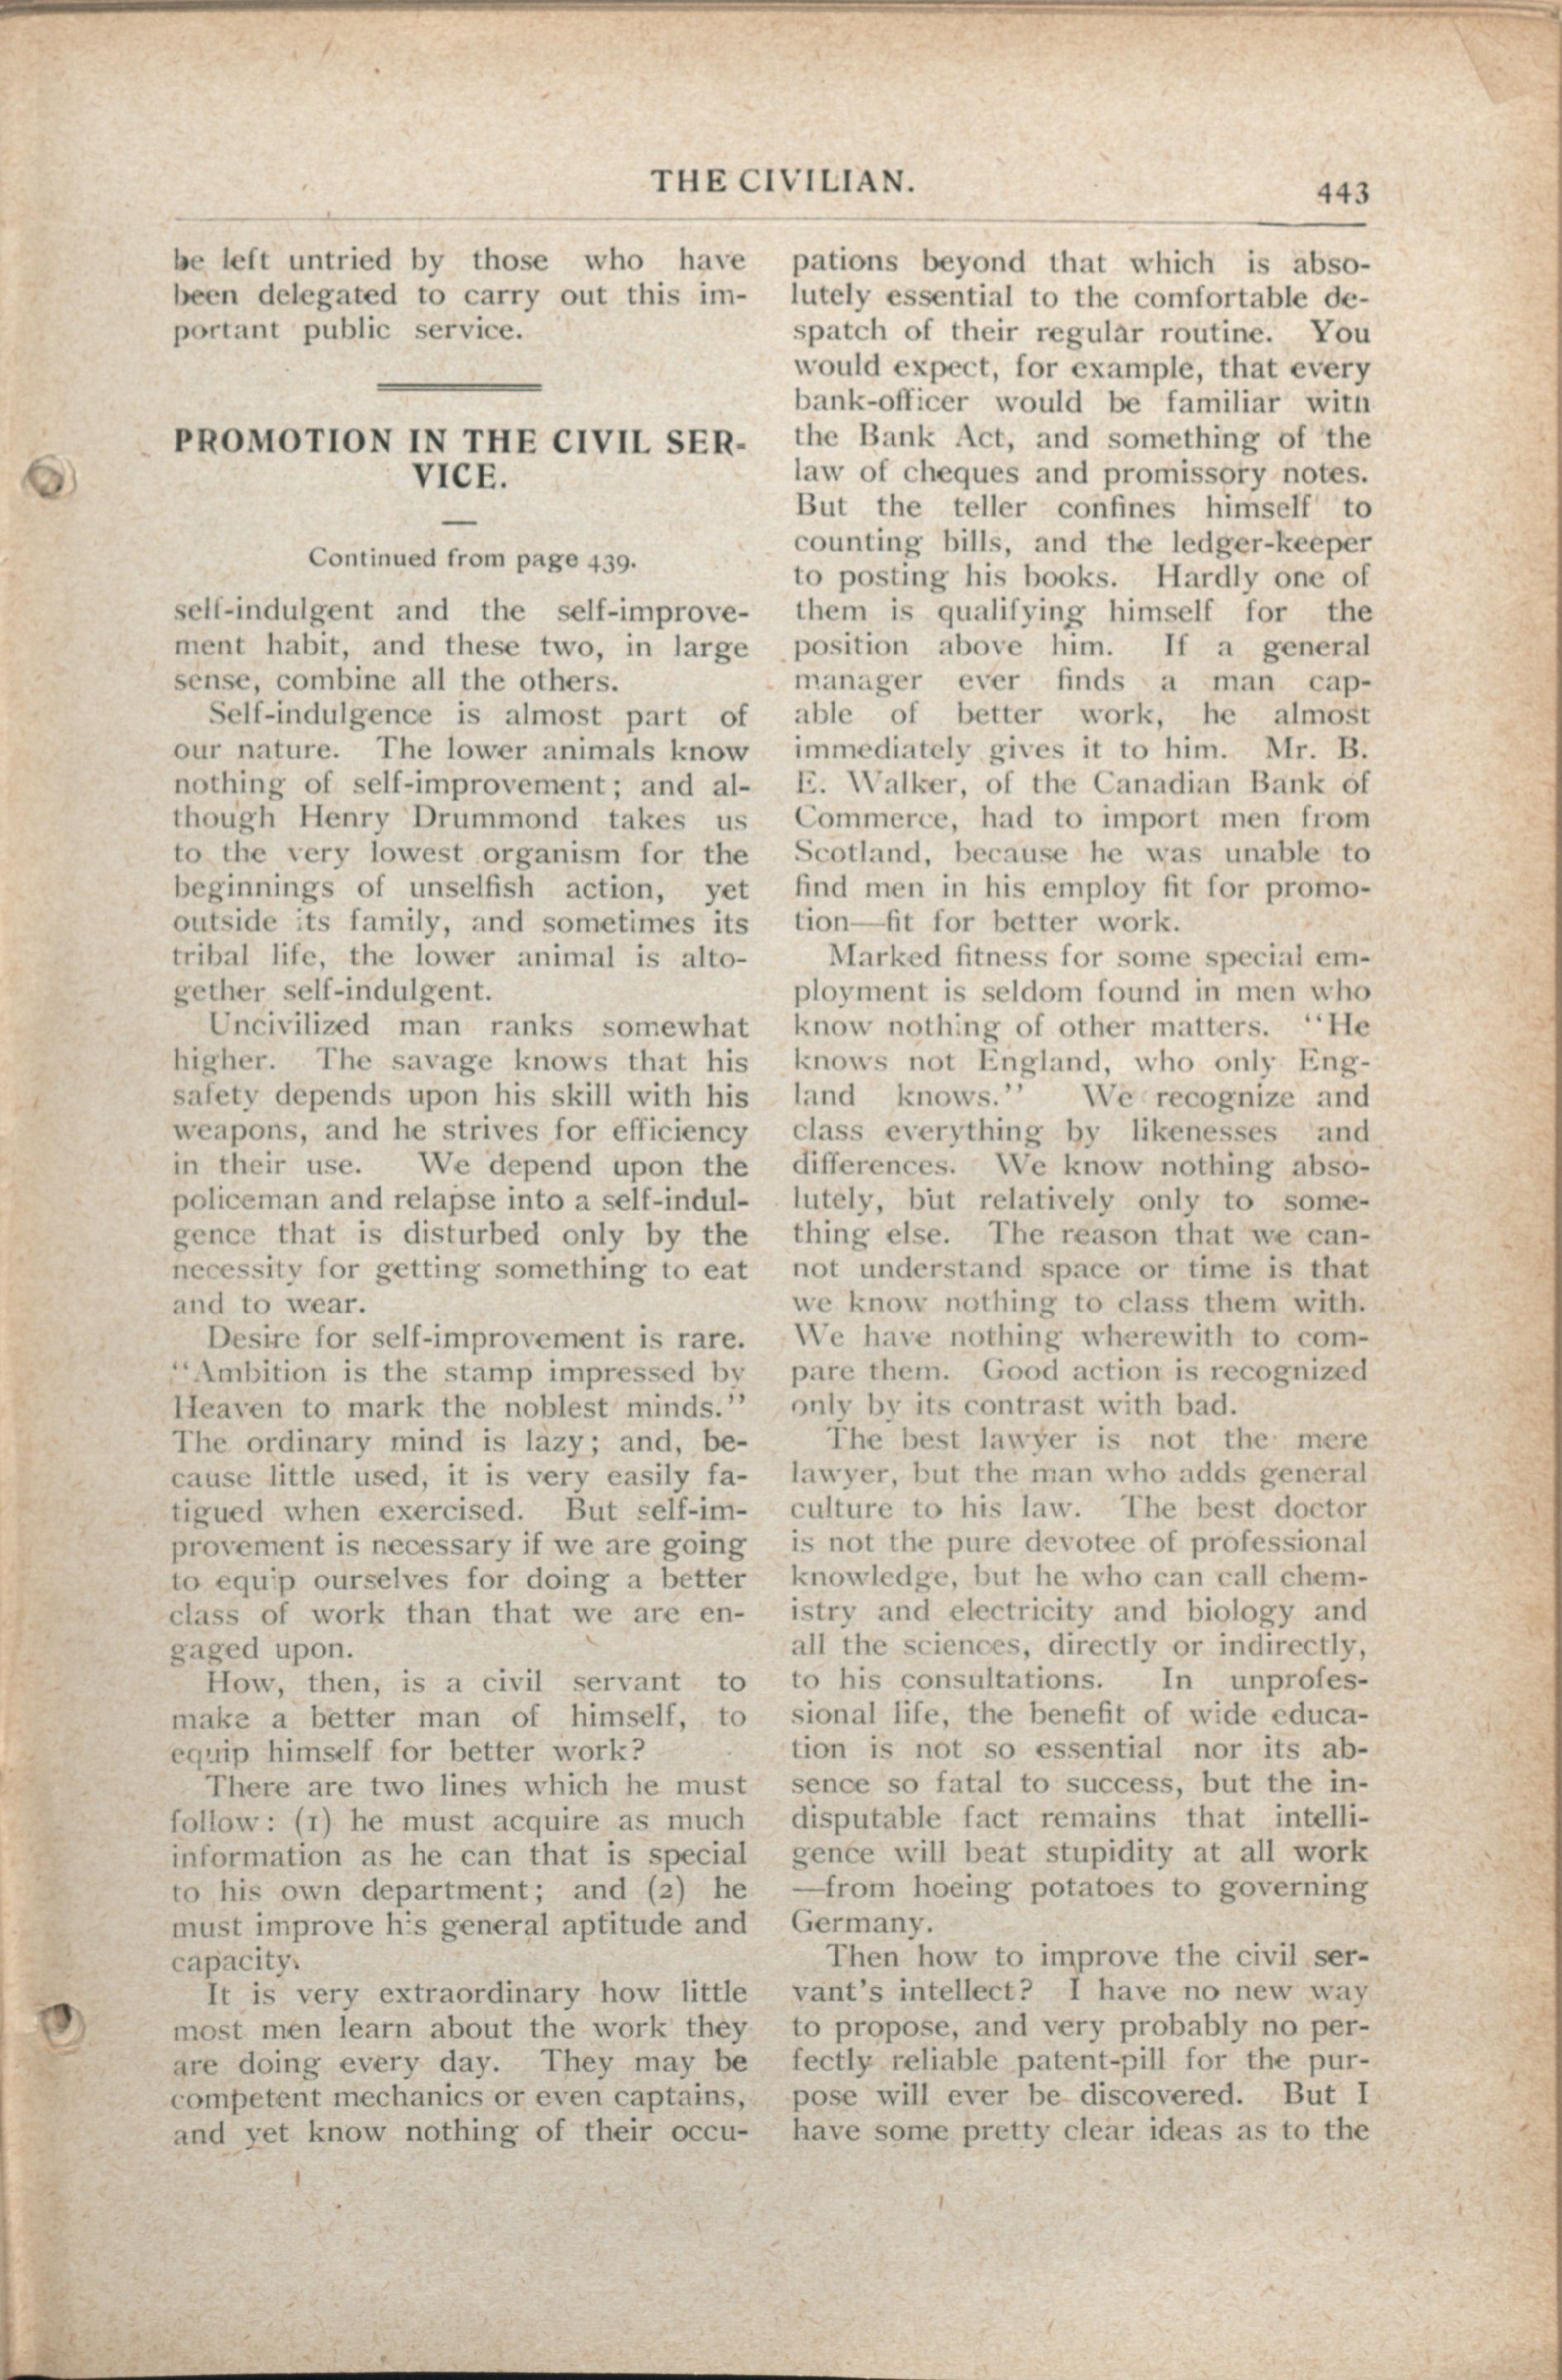 THE CIVILIAN.
443
be left untried by those who have
been delegated to carry out this im-
portant public service.
PROMOTION IN THE CIVIL SER-
VICE.
Continued from page 439.
self-indulgent and the self-improve-
ment habit, and these two, in large
sense, combine all the others.
Self-indulgence is almost part of
our nature. The lower animals know
nothing of self-improvement; and al-
though Henry Drummond takes us
to the very lowest organism for the
beginnings of unselfish action, yet
outside its family, and sometimes its
tribal life, the lower animal is alto-
gether self-indulgent.
Uncivilized man ranks somewhat
higher. The savage knows that his
safety depends upon his skill with his
weapons, and he strives for efficiency
in their use. We depend upon the
policeman and relapse into a self-indul-
gence that is disturbed only by the
necessity for getting something to eat
and to wear.
Desire for self-improvement is rare.
"Ambition is the stamp impressed by
Heaven to mark the noblest minds."
The ordinary mind is lazy; and, be-
cause little used, it is very easily fa-
tigued when exercised. But self-im-
provement is necessary if we are going
to equip ourselves for doing a better
class of work than that we are en-
gaged upon.
How, then, is a civil servant to
make a better man of himself, to
equip himself for better work?
There are two lines which he must
follow: (1) he must acquire as much
information as he can that is special
to his own department; and (2) he
must improve his general aptitude and
capacity.
It is very extraordinary how little
most men learn about the work they
are doing every day. They may be
competent mechanics or even captains,
and yet know nothing of their occu-
pations beyond that which is abso-
lutely essential to the comfortable de-
spatch of their regular routine. You
would expect, for example, that every
bank-officer would be familiar with
the Bank Act, and something of the
law of cheques and promissory notes.
But the teller confines himself to
counting bills, and the ledger-keeper
to posting his books. Hardly one of
them is qualifying himself for the
position above him. If a general
manager ever finds a man cap-
able of better work, he almost
immediately gives it to him. Mr. B.
E. Walker, of the Canadian Bank of
Commerce, had to import men from
Scotland, because he was unable to
find men in his employ fit for promo-
tion—fit for better work.
Marked fitness for some special em-
ployment is seldom found in men who
know nothing of other matters. "He
knows not England, who only Eng-
land knows." We recognize and
class everything by likenesses and
differences. We know nothing abso-
lutely, but relatively only to some-
thing else. The reason that we can-
not understand space or time is that
we know nothing to class them with.
We have nothing wherewith to com-
pare them. Good action is recognized
only by its contrast with bad.
The best lawyer is not the mere
lawyer, but the man who adds general
culture to his law. The best doctor
is not the pure devotee of professional
knowledge, but he who can call chem-
istry and electricity and biology and
all the sciences, directly or indirectly,
to his consultations. In unprofes-
sional life, the benefit of wide educa-
tion is not so essential nor its ab-
sence so fatal to success, but the in-
disputable fact remains that intelli-
gence will beat stupidity at all work
—from hoeing potatoes to governing
Germany.
Then how to improve the civil ser-
vant's intellect? I have no new way
to propose, and very probably no per-
fectly reliable patent-pill for the pur-
pose will ever be discovered. But I
have some pretty clear ideas as to the